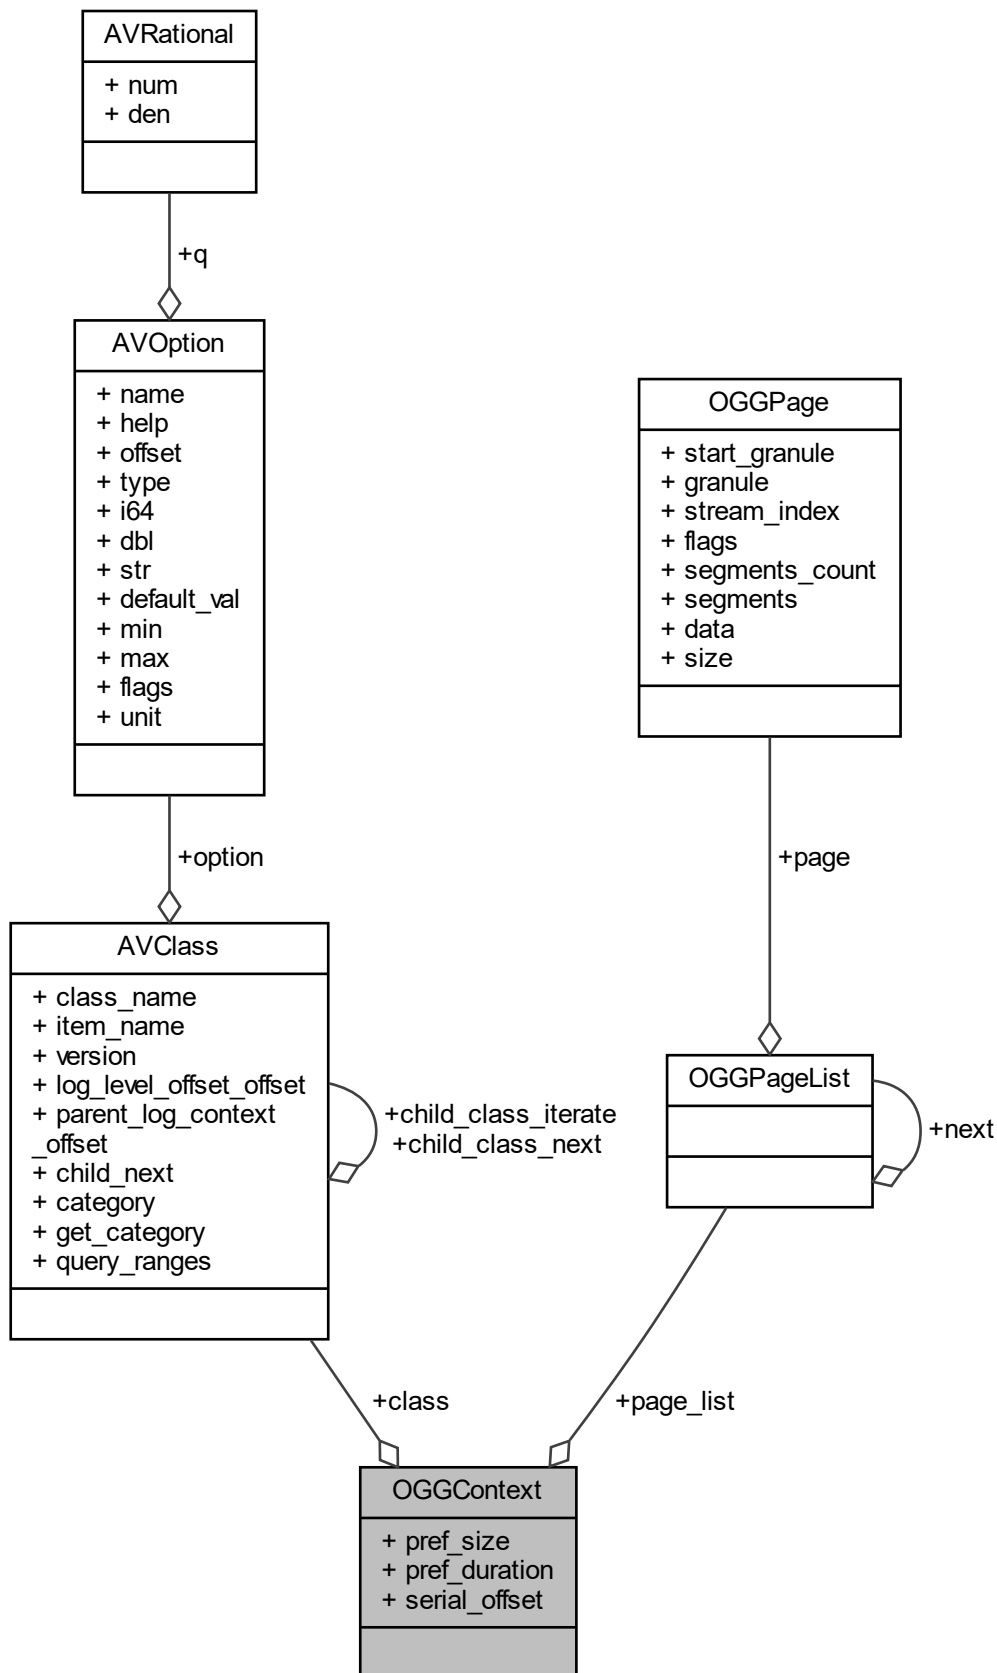 AVRational
+ num
+ den
+q
AVOption
+ name
+ help
+ offset
+ type
+ i64
+ dbl
+ str
+ default_val
+ min
+ max
+ flags
+ unit
OGGPage
+ start_granule
+ granule
+ stream_index
+ flags
+ segments_count
+ segments
+ data
+ size
+option
+page
AVClass
+ class_name
+ item_name
+ version
+ log_level_offset_offset
+ parent_log_context
_offset
+ child_next
+ category
+ get_category
+ query_ranges
+child_class_iterate
+child_class_next
OGGPageList
+next
+class
+page_list
OGGContext
+ pref_size
+ pref_duration
+ serial_offset